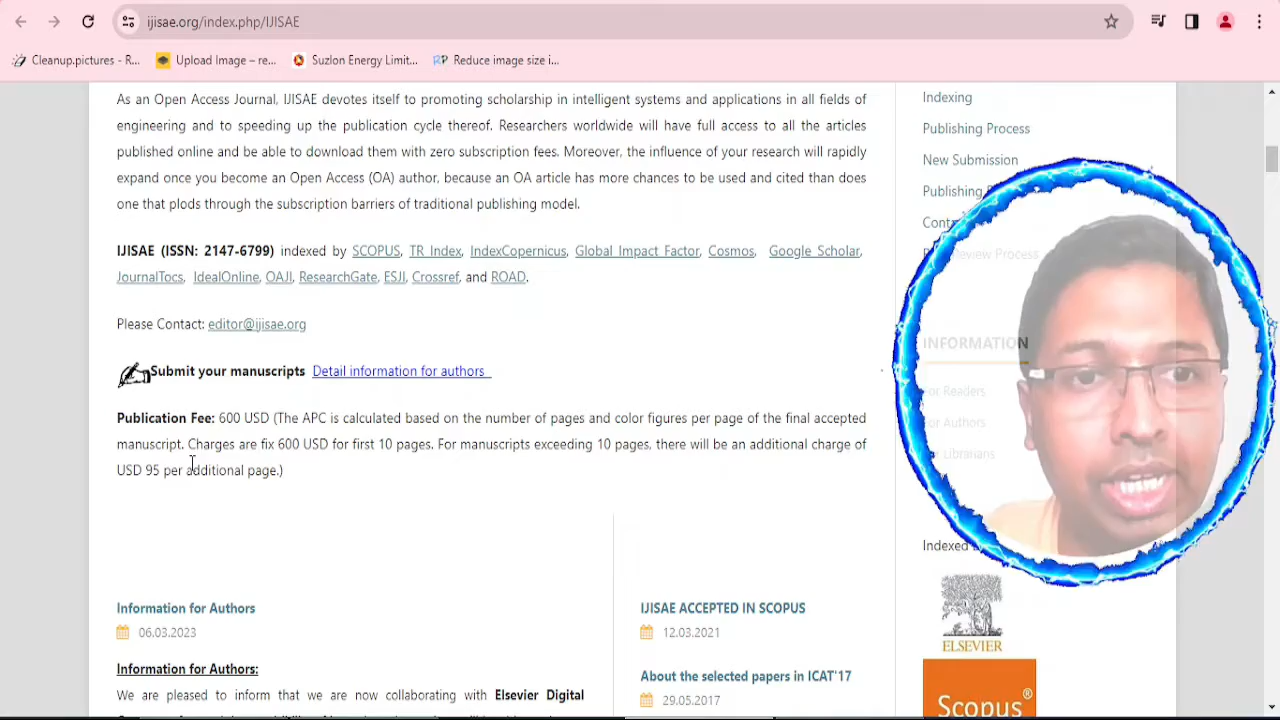 ijisae.org/index.php/IJISAE
Cleanup.pictures - R... Upload Image – re... Suzlon Energy Limit... Reduce image size i...
As an Open Access Journal, IJISAE devotes itself to promoting scholarship in intelligent systems and applications in all fields of
engineering and to speeding up the publication cycle thereof. Researchers worldwide will have full access to all the articles
published online and be able to download them with zero subscription fees. Moreover, the influence of your research will rapidly
expand once you become an Open Access (OA) author, because an OA article has more chances to be used and cited than does
one that plods through the subscription barriers of traditional publishing model.
IJISAE (ISSN: 2147-6799) indexed by SCOPUS, TR Index, IndexCopernicus, Global Impact Factor, Cosmos, Google Scholar,
JournalTocs, IdealOnline, OAJI, ResearchGate, ESJI, Crossref, and ROAD.
Please Contact: editor@ijisae.org
Submit your manuscripts Detail information for authors
Publication Fee: 600 USD (The APC is calculated based on the number of pages and color figures per page of the final accepted
manuscript. Charges are fix 600 USD for first 10 pages. For manuscripts exceeding 10 pages, there will be an additional charge of
USD 95 per additional page.)
Information for Authors
06.03.2023
Information for Authors:
We are pleased to inform that we are now collaborating with Elsevier Digital
IJISAE ACCEPTED IN SCOPUS
12.03.2021
About the selected papers in ICAT'17
29.05.2017
Indexing
Publishing Process
New Submission
Publishing
Review Process
INFORMATION
For Readers
For Authors
Librarians
Indexed
ELSEVIER
Scopus®